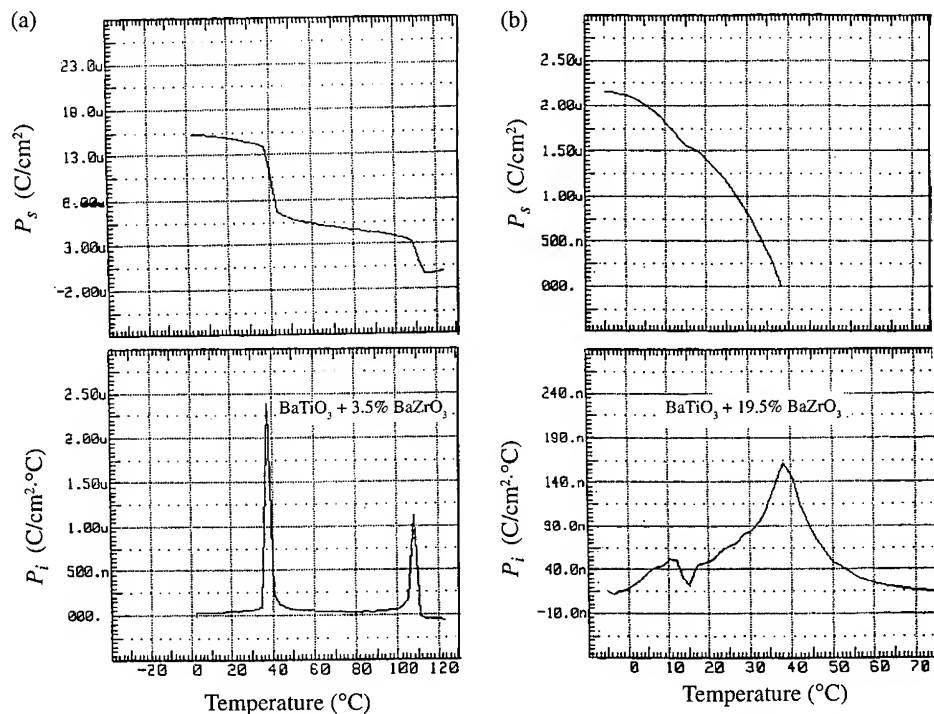 (a)
P_s (C/cm²)
23.0u
18.0u
13.0u
8.00u
3.00u
-2.00u
P_i (C/cm²·°C)
2.50u
2.00u
1.50u
1.00u
500.n
000.
BaTiO₃ + 3.5% BaZrO₃
-20 0 20 40 60 80 100 120
Temperature (°C)
(b)
P_s (C/cm²)
2.50u
2.00u
1.50u
1.00u
500.n
000.
P_i (C/cm²·°C)
240.n
190.n
140.n
90.0n
40.0n
-10.0n
BaTiO₃ + 19.5% BaZrO₃
0 10 20 30 40 50 60 70
Temperature (°C)